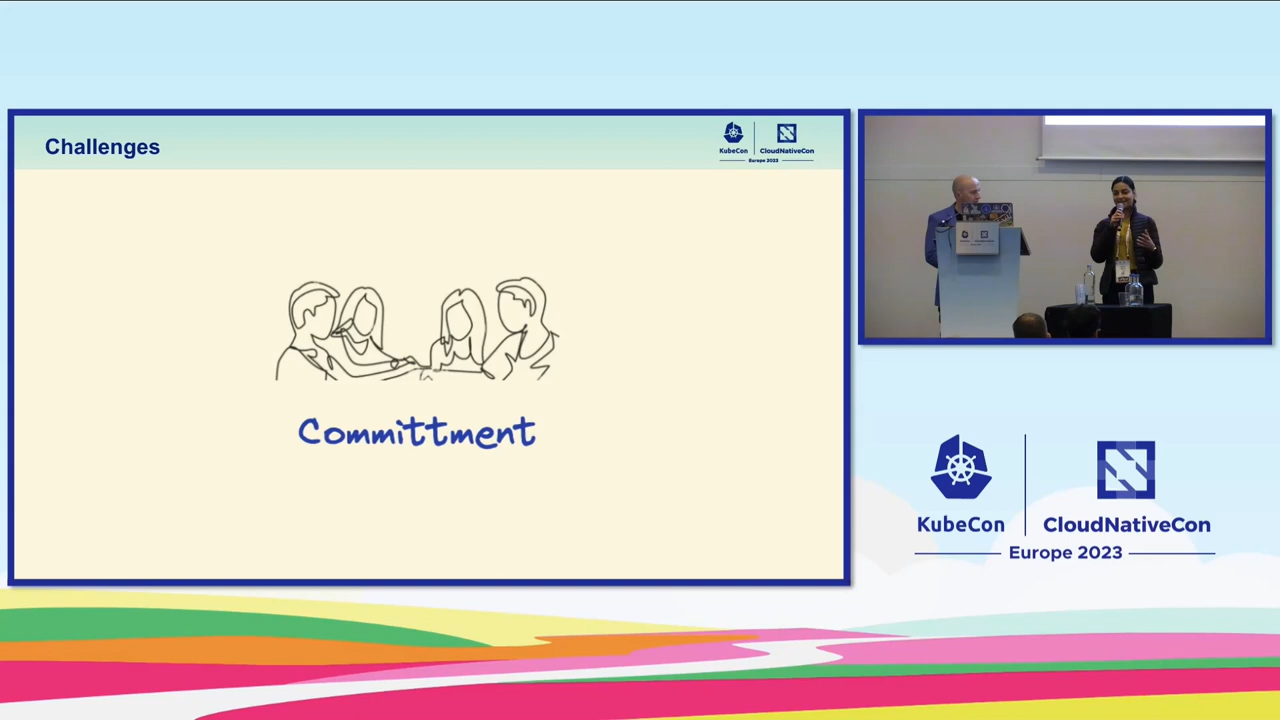 Challenges
KubeCon
CloudNativeCon
Europe 2023
Committment
KubeCon
CloudNativeCon
Europe 2023